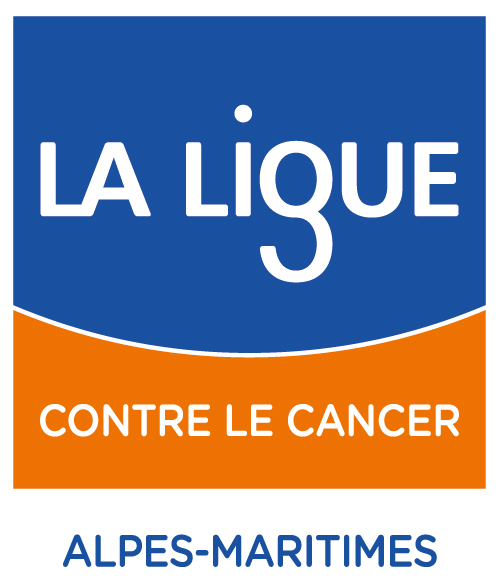 LA LigUE
CONTRE LE CANCER
ALPES-MARITIMES